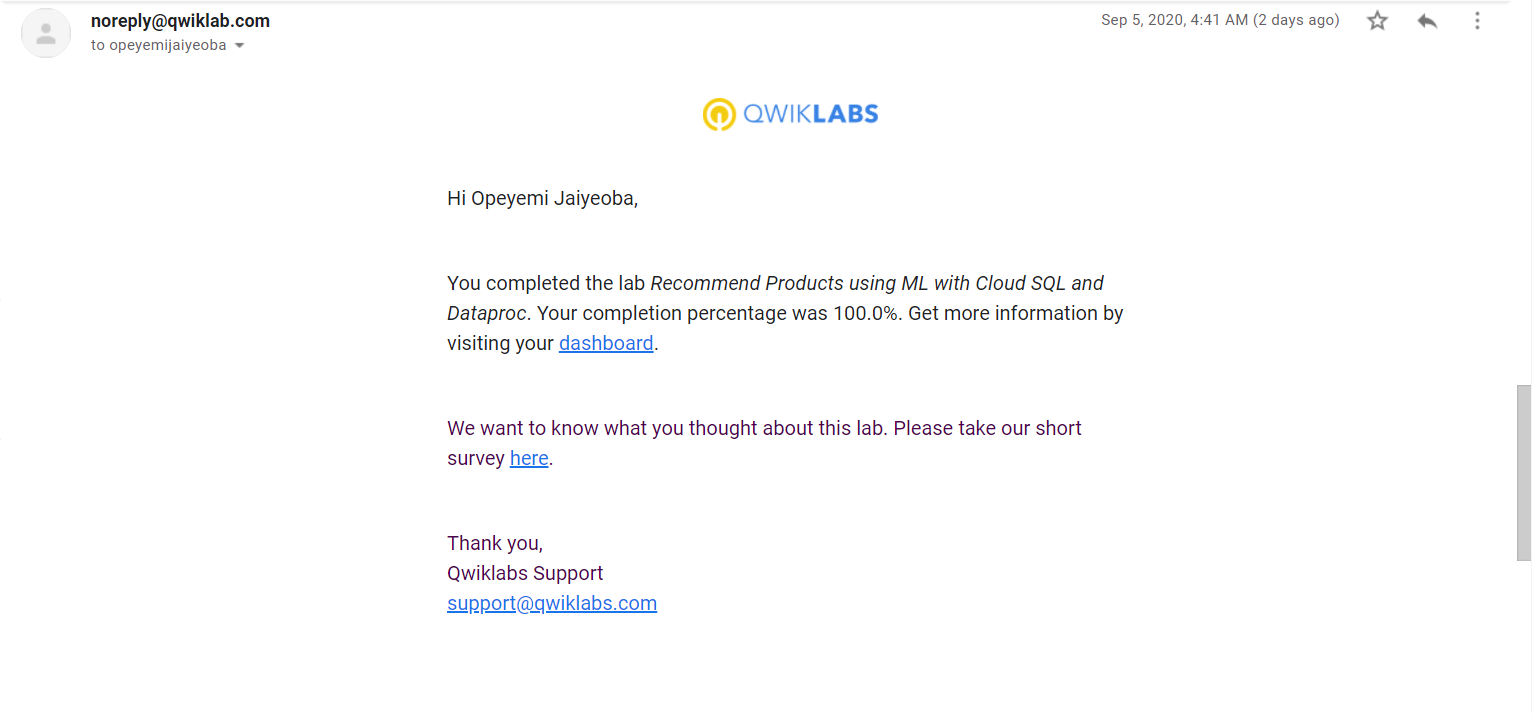 noreply@qwiklab.com
Sep 5, 2020, 4:41 AM (2 days ago)
to opeyemijaiyeoba
QWIKLABS
Hi Opeyemi Jaiyeoba,
You completed the lab Recommend Products using ML with Cloud SQL and
Dataproc. Your completion percentage was 100.0%. Get more information by
visiting your dashboard.
We want to know what you thought about this lab. Please take our short
survey here.
Thank you,
Qwiklabs Support
support@qwiklabs.com